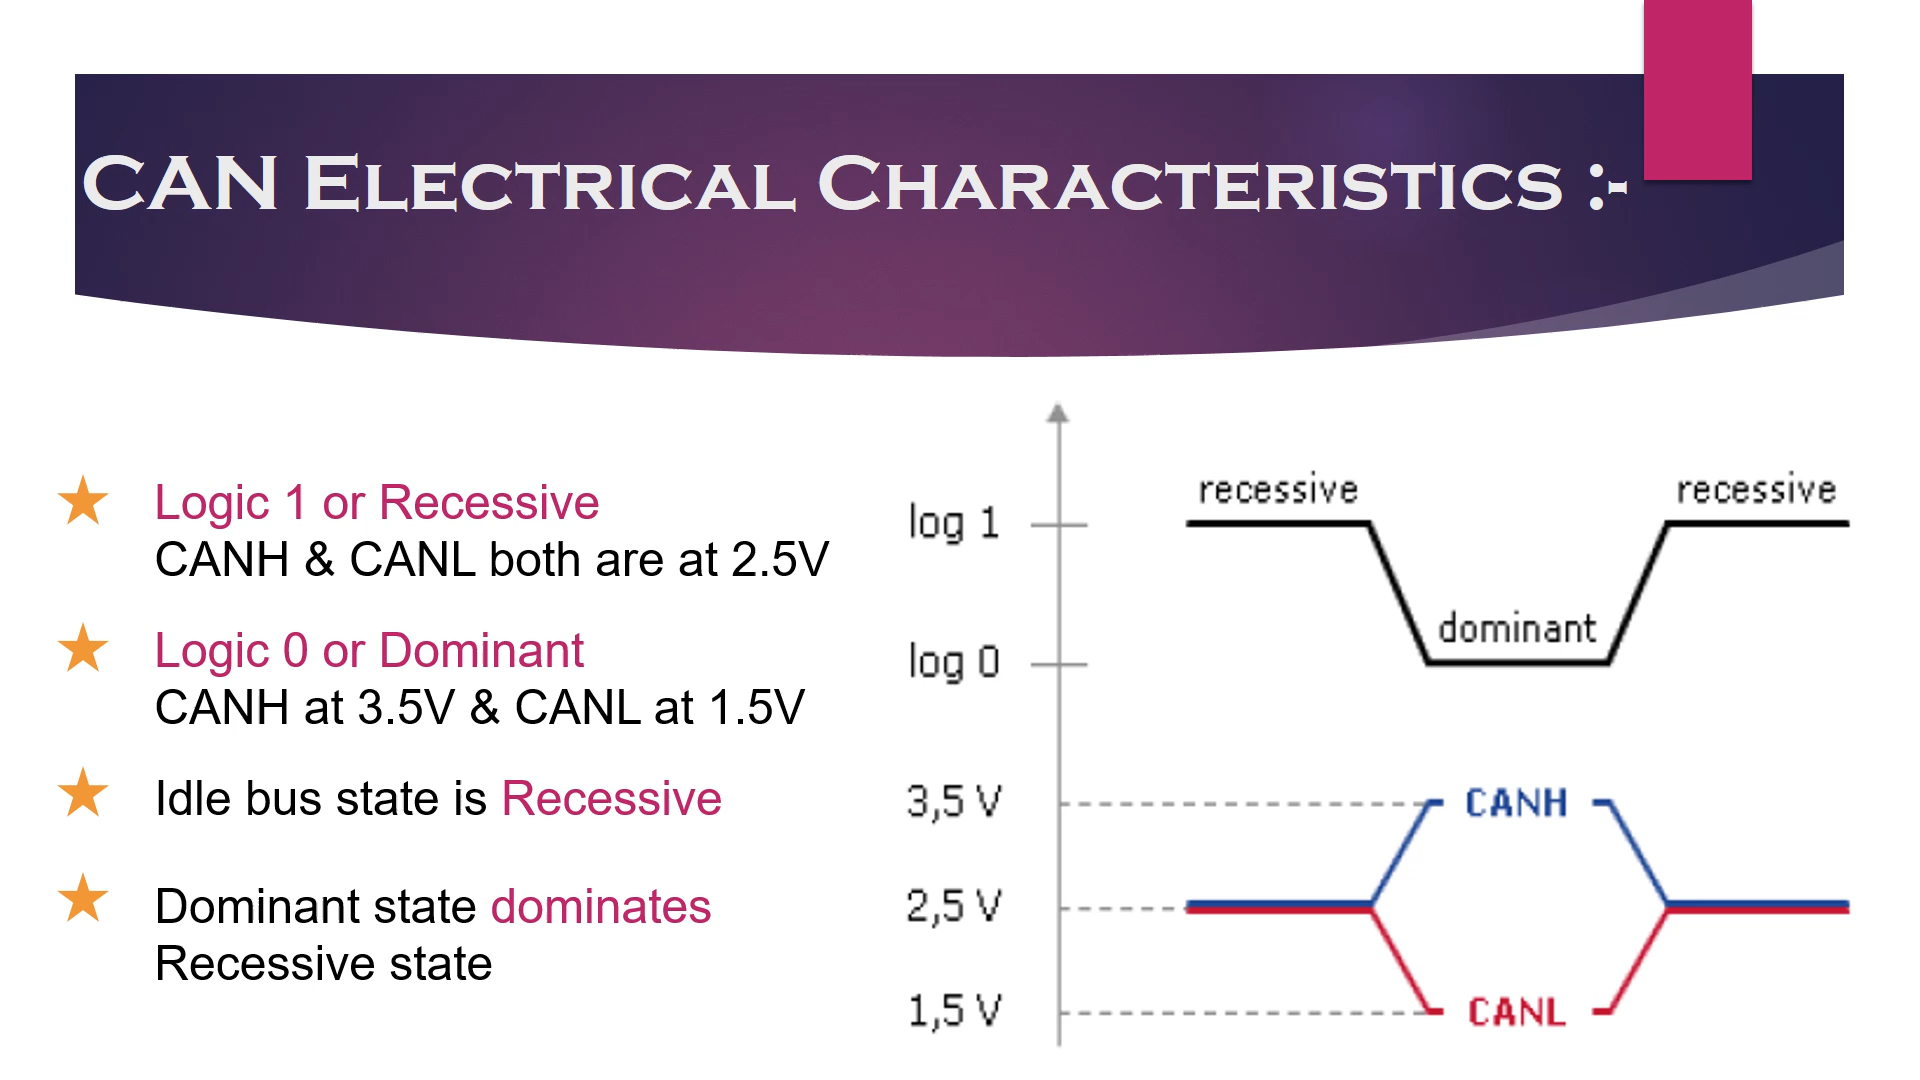 CAN ELECTRICAL CHARACTERISTICS :-
Logic 1 or Recessive
CANH & CANL both are at 2.5V
Logic 0 or Dominant
CANH at 3.5V & CANL at 1.5V
Idle bus state is Recessive
Dominant state dominates
Recessive state
recessive
recessive
log 1
dominant
log 0
3,5 V
CANH
2,5 V
1,5 V
CANL